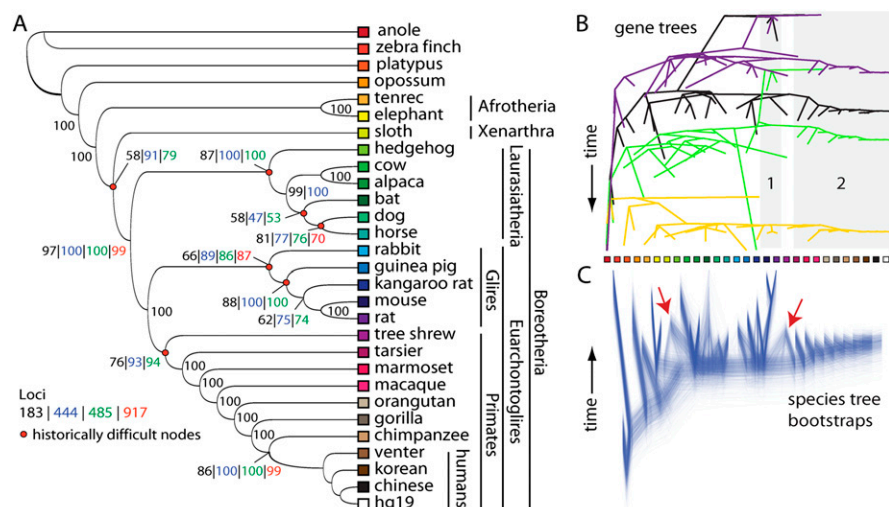 A
anole
zebra finch
platypus
opossum
tenrec
elephant
sloth
hedgehog
cow
alpaca
bat
dog
horse
rabbit
guinea pig
kangaroo rat
mouse
rat
tree shrew
tarsier
marmoset
macaque
orangutan
gorilla
chimpanzee
venter
korean
chinese
hg19
100
100
58|91|79
87|100|100
100
99|100
58|47|53
81|77|76|70
97|100|100|99
66|89|86|87
88|100|100
62|75|74
100
76|93|94
100
100
100
100
100
86|100|100|99
Loci
183 | 444 | 485 | 917
historically difficult nodes
Afrotheria
Xenarthra
Laurasiatheria
Glires
Primates
humans
Euarchontoglires
Boreotheria
B
gene trees
time
1
2
C
time
species tree
bootstraps